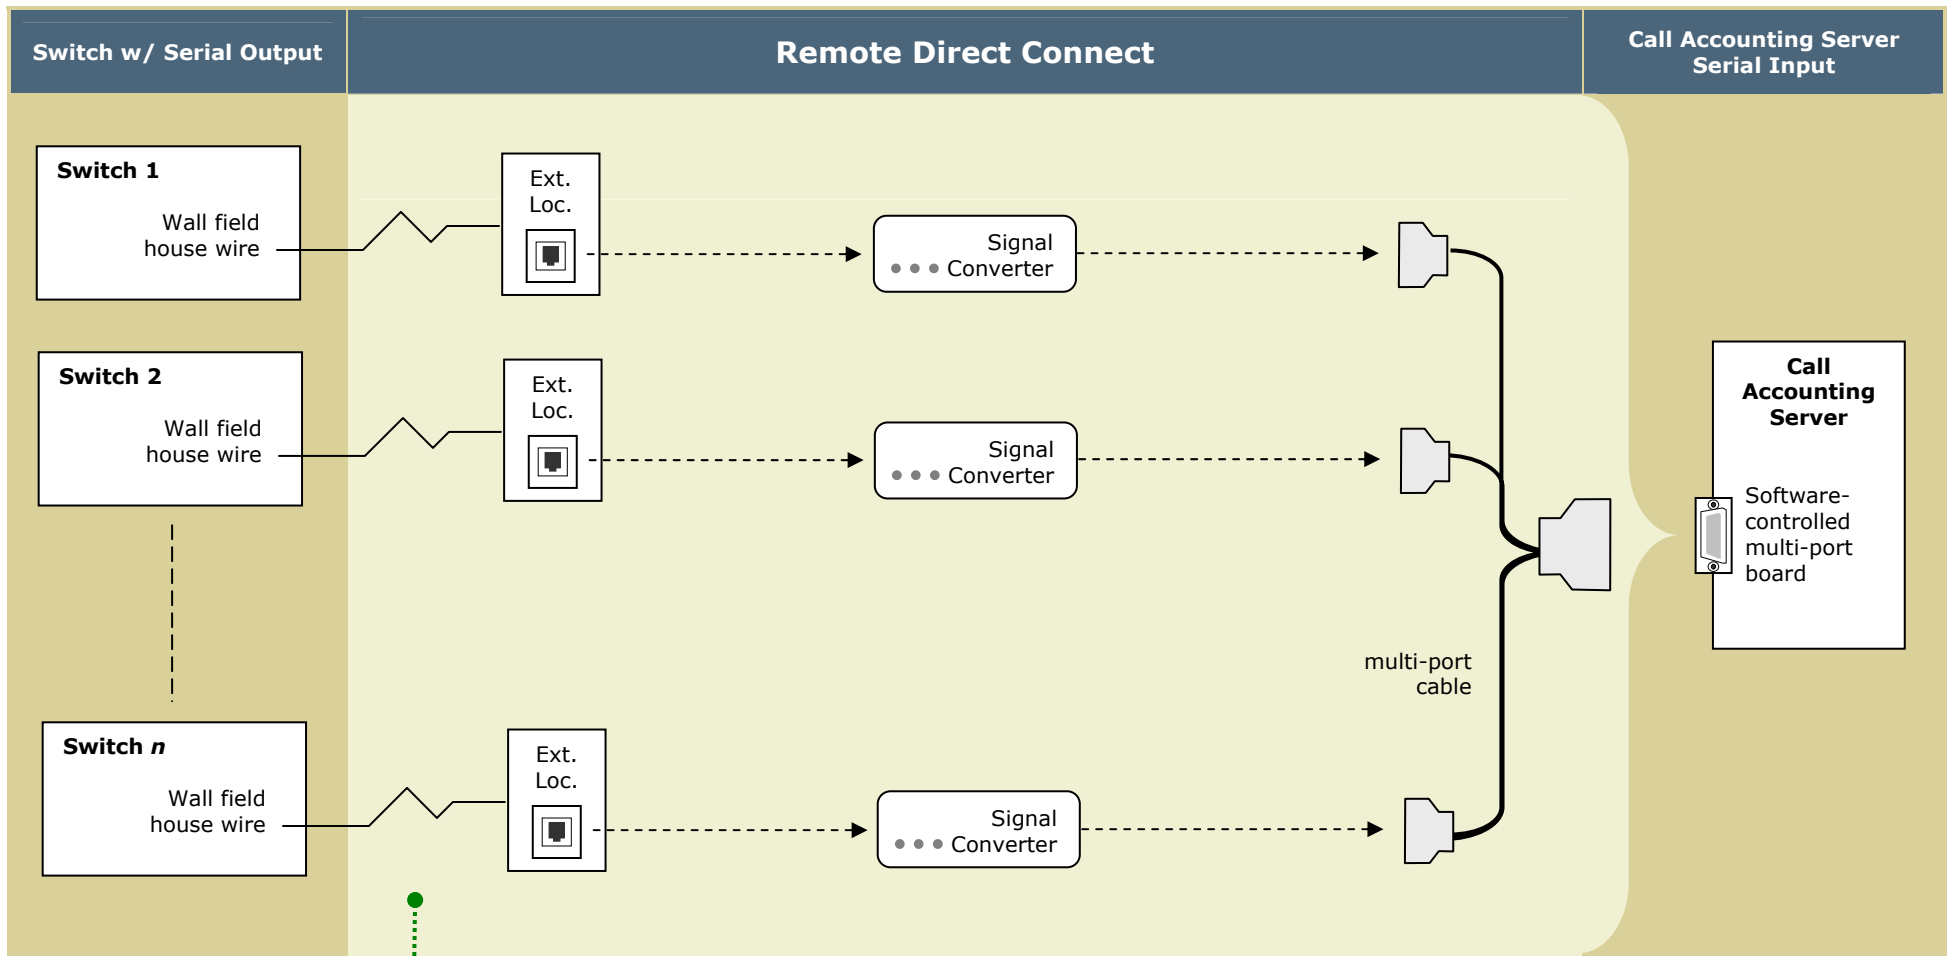 Switch w/ Serial Output
Remote Direct Connect
Call Accounting Server
Serial Input
Switch 1
Wall field
house wire
Ext.
Loc.
Signal
Converter
Switch 2
Wall field
house wire
Ext.
Loc.
Signal
Converter
Call
Accounting
Server
Software-
controlled
multi-port
board
multi-port
cable
Switch n
Wall field
house wire
Ext.
Loc.
Signal
Converter